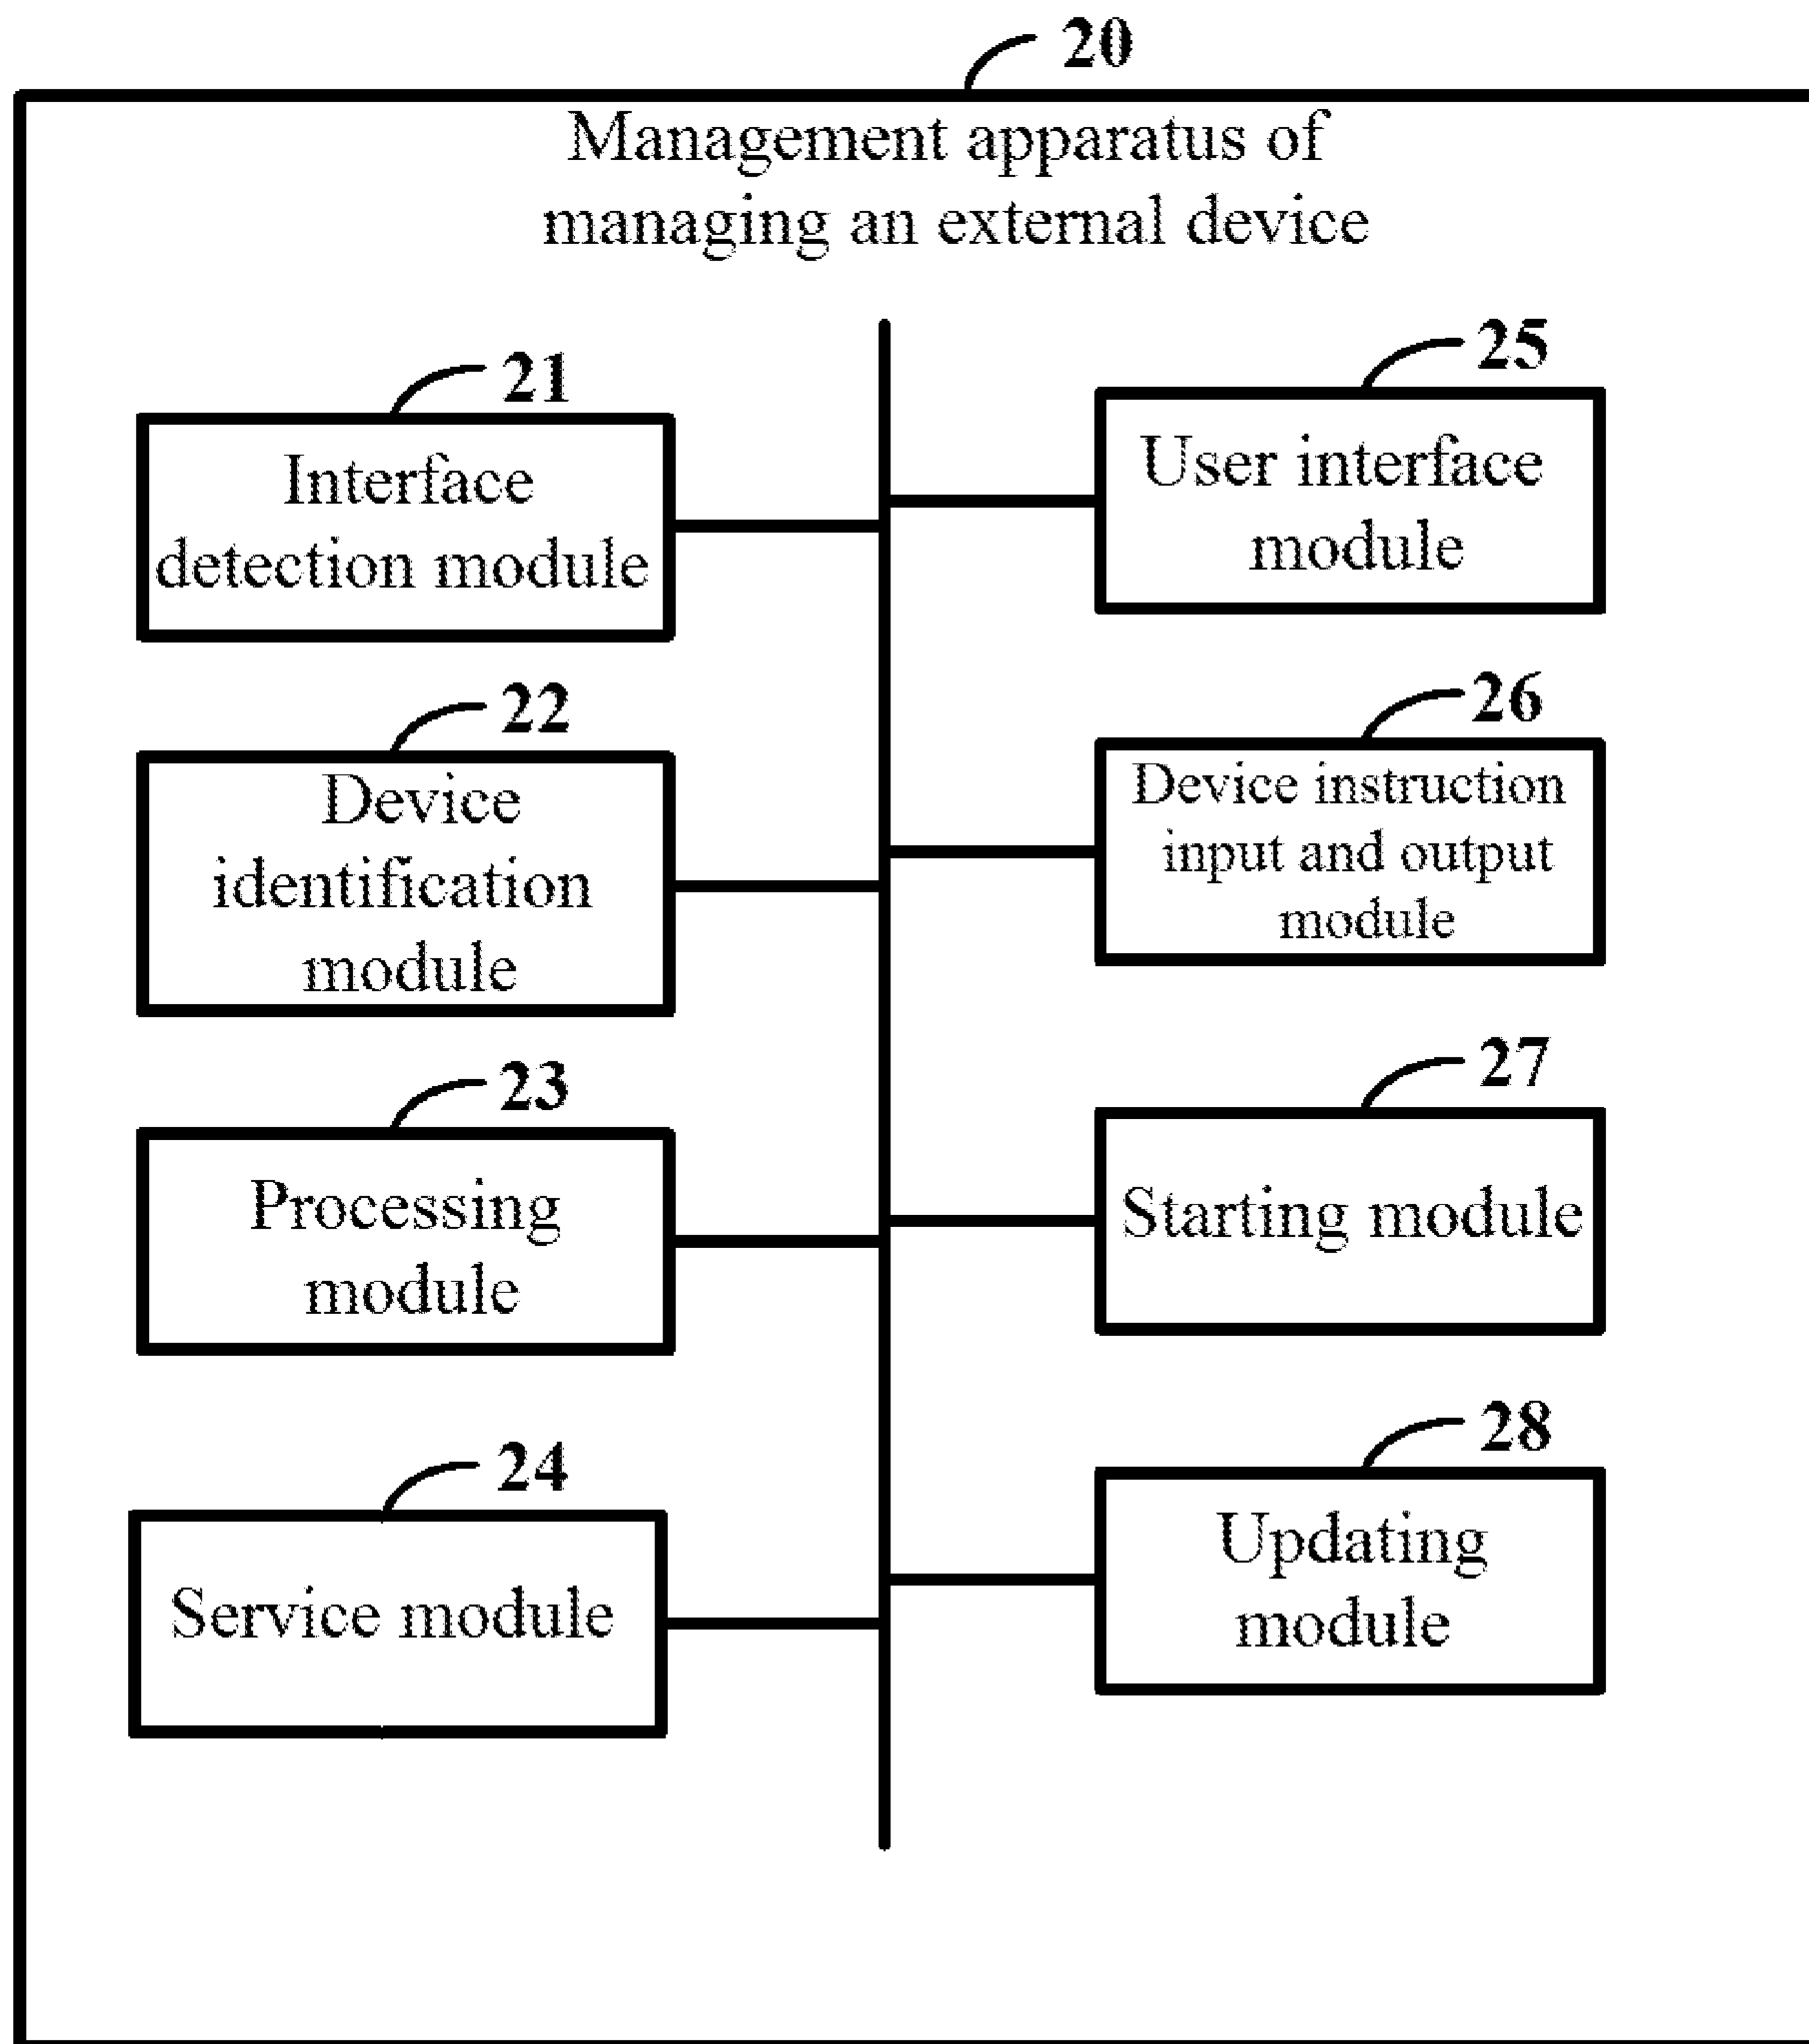 20
Management apparatus of
managing an external device
21
Interface
detection module
22
Device
identification
module
23
Processing
module
24
Service module
25
User interface
module
26
Device instruction
input and output
module
27
Starting module
28
Updating
module